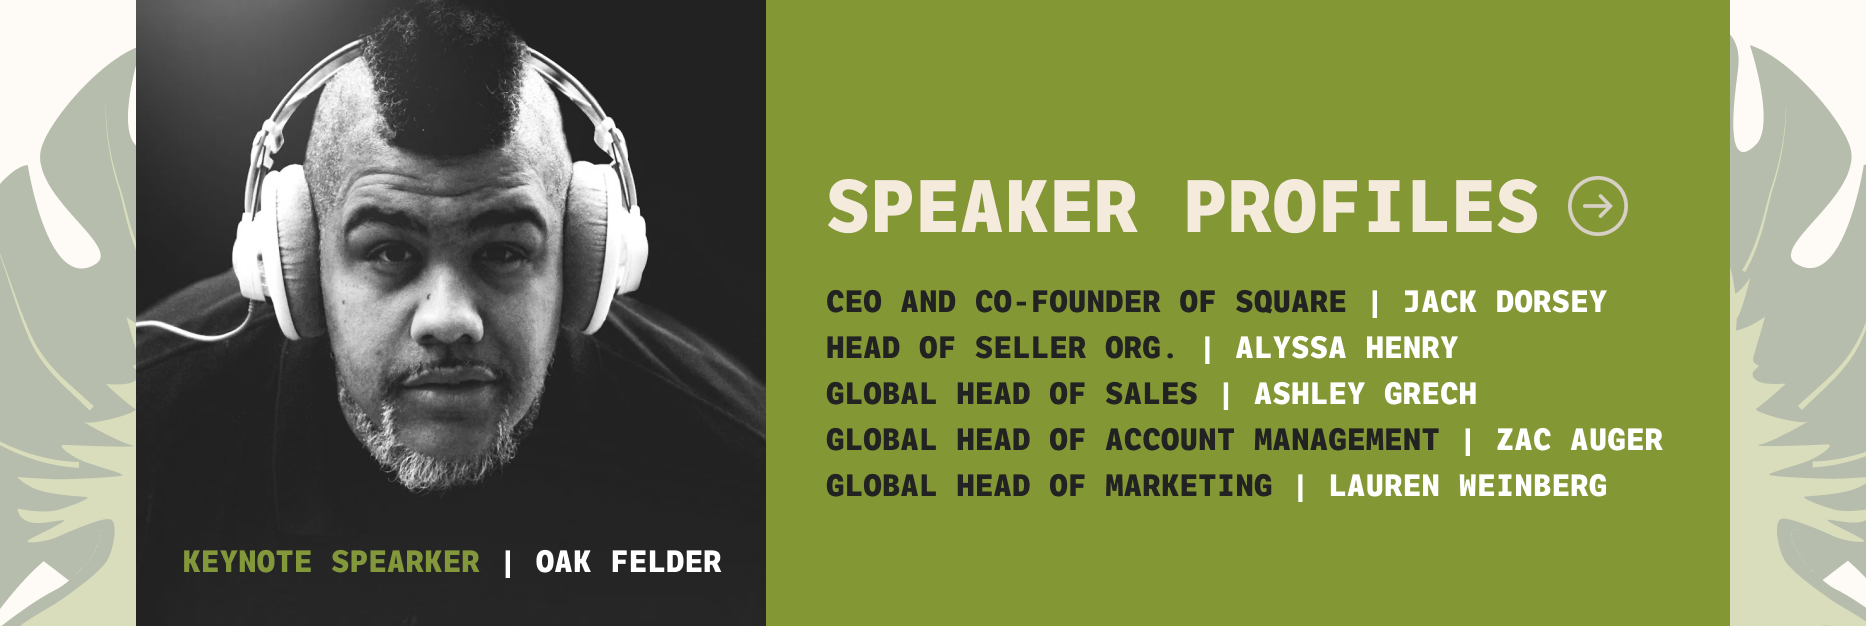 SPEAKER PROFILES
CEO AND CO-FOUNDER OF SQUARE | JACK DORSEY
HEAD OF SELLER ORG. | ALYSSA HENRY
GLOBAL HEAD OF SALES | ASHLEY GRECH
GLOBAL HEAD OF ACCOUNT MANAGEMENT | ZAC AUGER
GLOBAL HEAD OF MARKETING | LAUREN WEINBERG
KEYNOTE SPEARKER | OAK FELDER